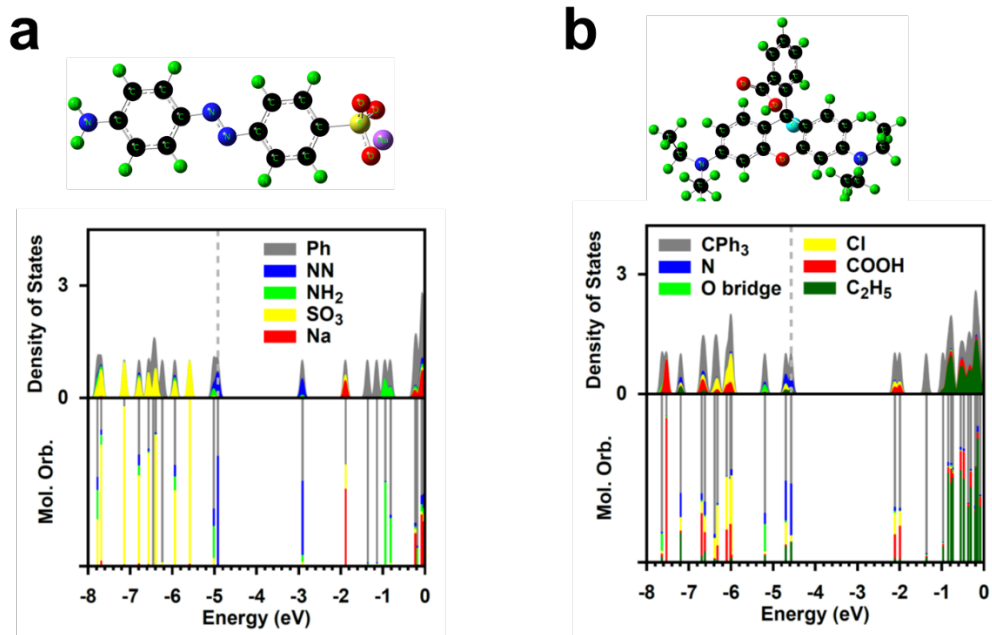 a
b
Density of States
3
0
Ph
NN
NH₂
SO₃
Na
Mol. Orb.
-8 -7 -6 -5 -4 -3 -2 -1 0
Energy (eV)
Density of States
3
0
CPh₃
N
O bridge
Cl
COOH
C₂H₅
Mol. Orb.
-8 -7 -6 -5 -4 -3 -2 -1 0
Energy (eV)